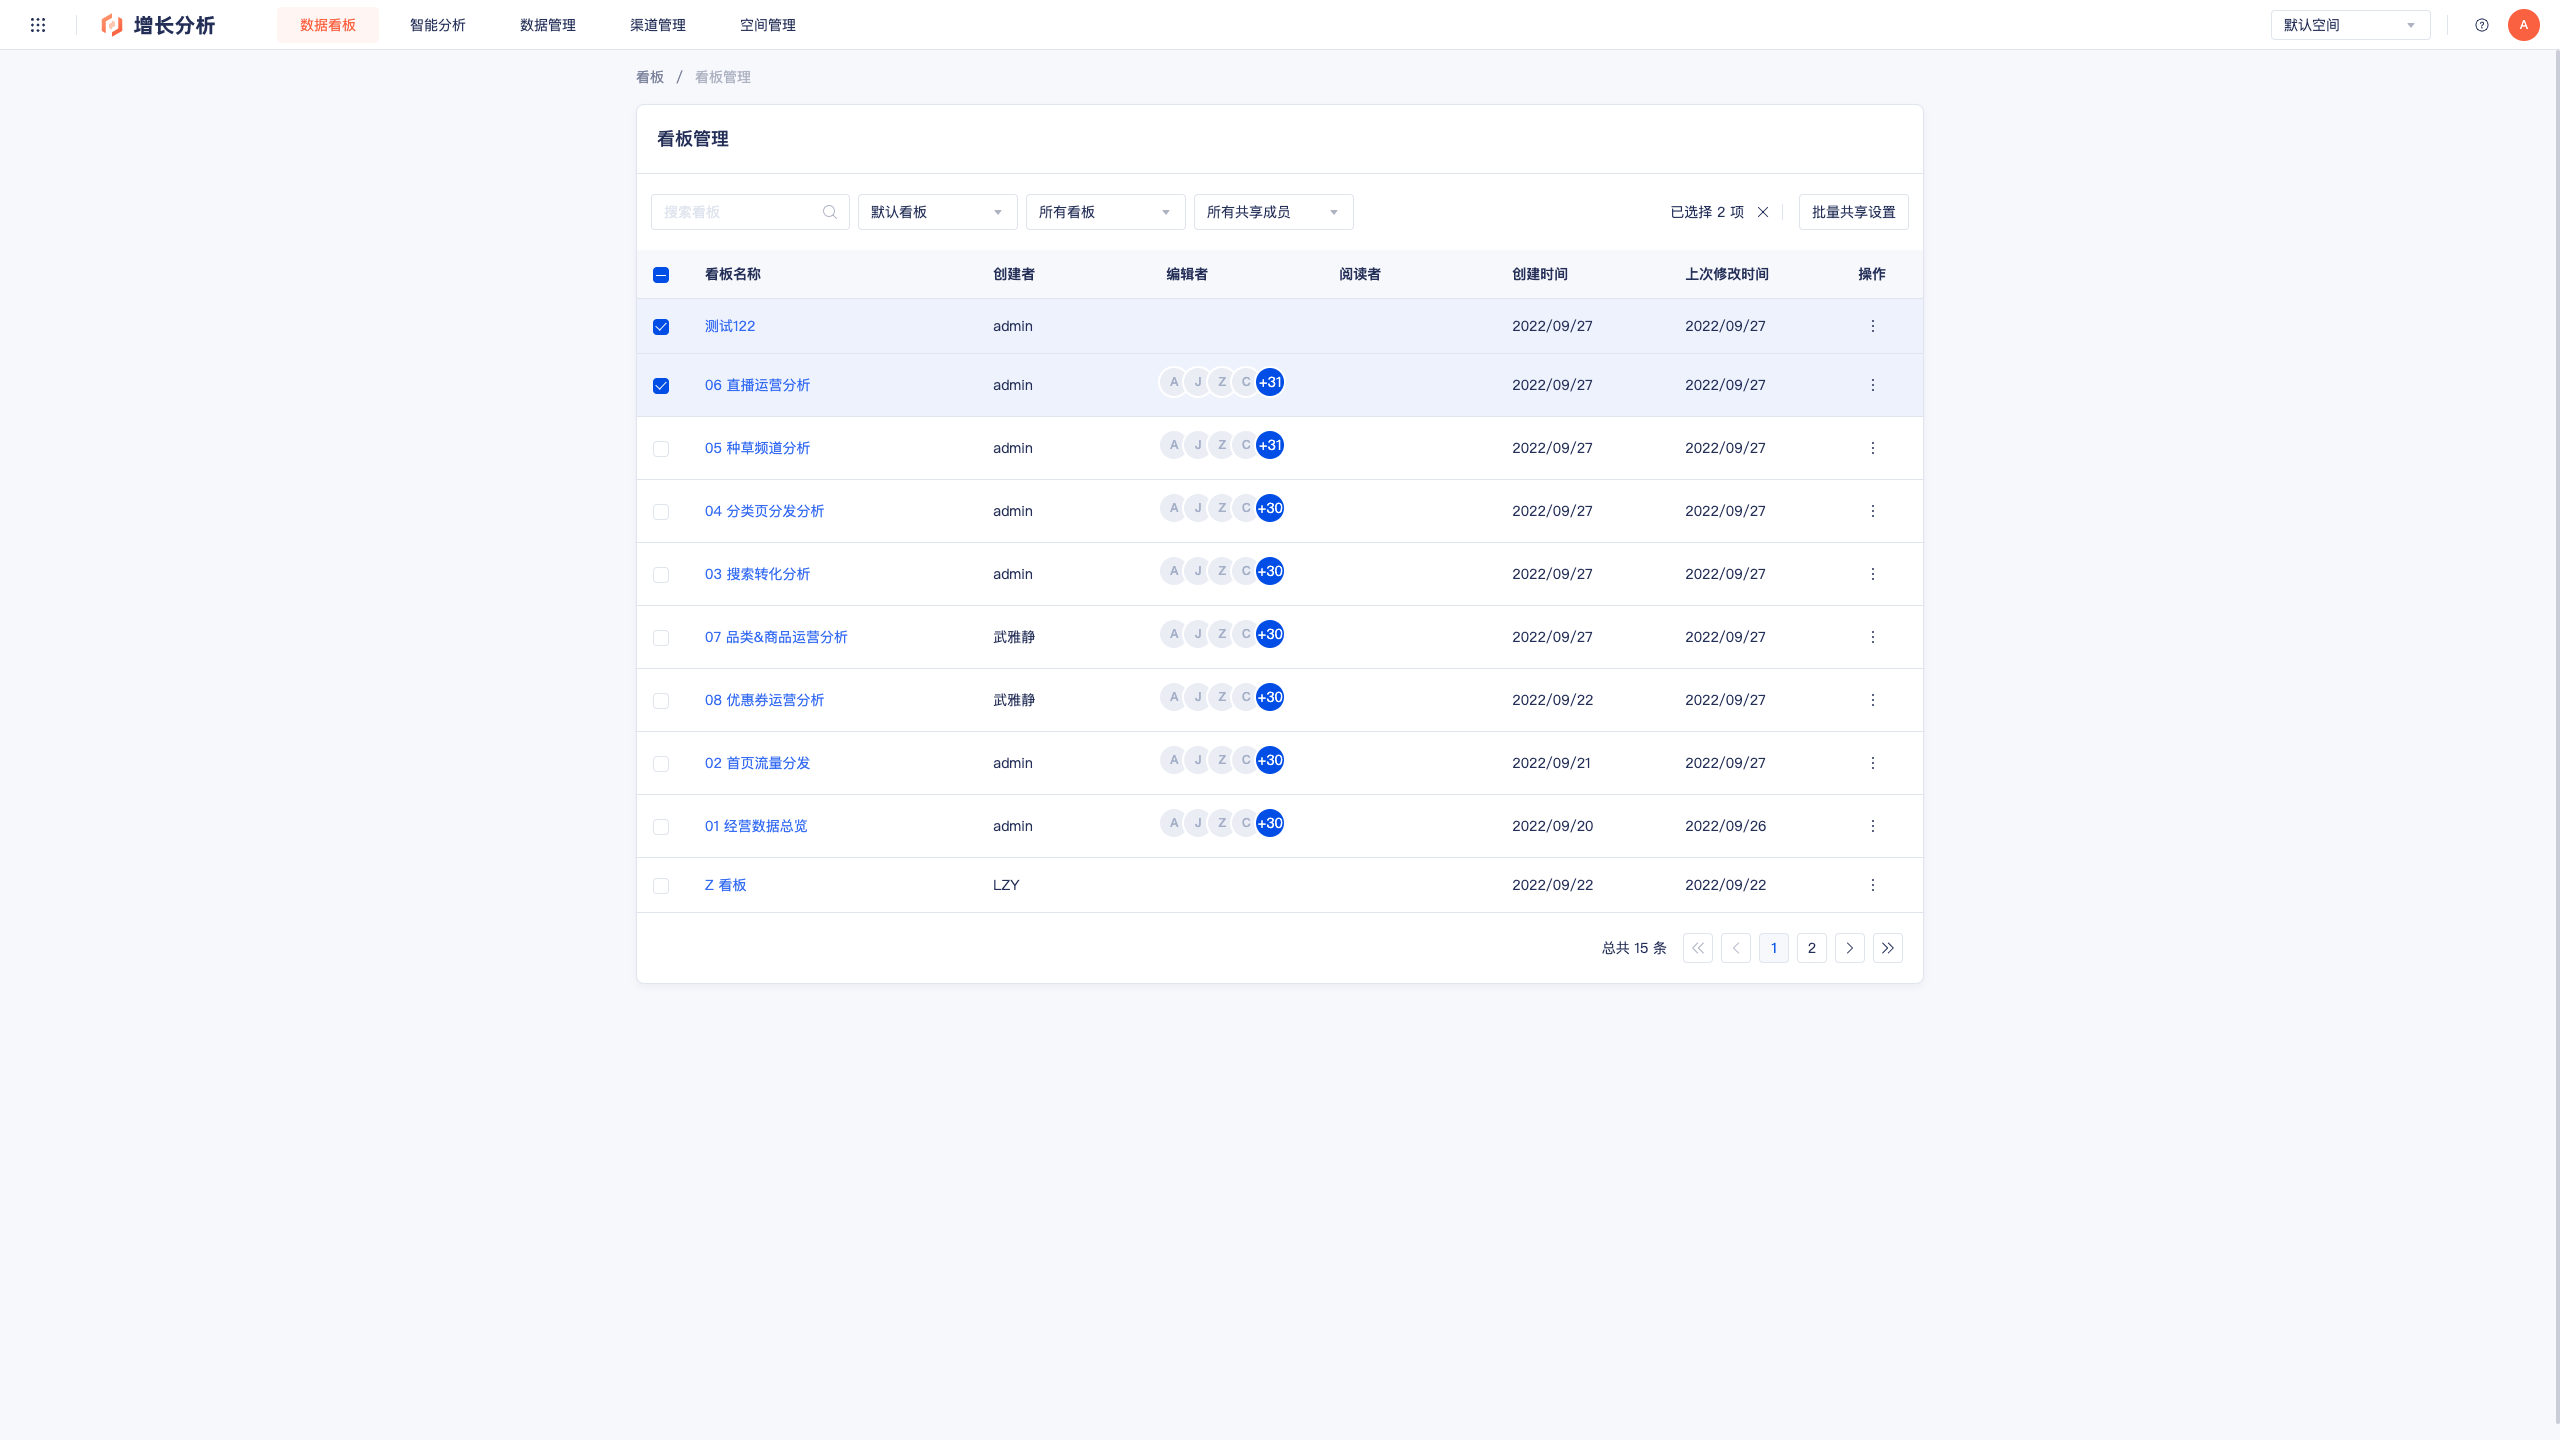 增长分析 数据看板 智能分析 数据管理 渠道管理 空间管理 默认空间 A
看板 / 看板管理
看板管理
搜索看板 默认看板 所有看板 所有共享成员 已选择 2 项 批量共享设置
看板名称 创建者 编辑者 阅读者 创建时间 上次修改时间 操作
测试122 admin 2022/09/27 2022/09/27
06 直播运营分析 admin A J Z C +31 2022/09/27 2022/09/27
05 种草频道分析 admin A J Z C +31 2022/09/27 2022/09/27
04 分类页分发分析 admin A J Z C +30 2022/09/27 2022/09/27
03 搜索转化分析 admin A J Z C +30 2022/09/27 2022/09/27
07 品类&商品运营分析 武雅静 A J Z C +30 2022/09/27 2022/09/27
08 优惠券运营分析 武雅静 A J Z C +30 2022/09/22 2022/09/27
02 首页流量分发 admin A J Z C +30 2022/09/21 2022/09/27
01 经营数据总览 admin A J Z C +30 2022/09/20 2022/09/26
Z 看板 LZY 2022/09/22 2022/09/22
总共 15 条 1 2